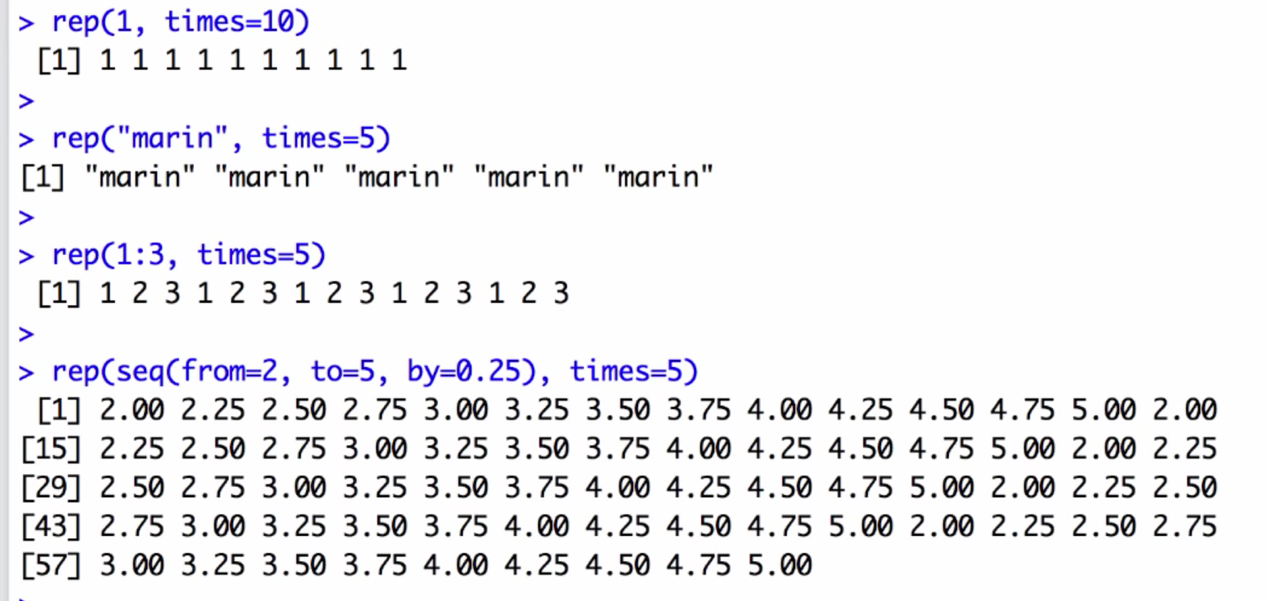 > rep(1, times=10)
 [1] 1 1 1 1 1 1 1 1 1 1
>
> rep("marin", times=5)
[1] "marin" "marin" "marin" "marin" "marin"
>
> rep(1:3, times=5)
 [1] 1 2 3 1 2 3 1 2 3 1 2 3 1 2 3
>
> rep(seq(from=2, to=5, by=0.25), times=5)
 [1] 2.00 2.25 2.50 2.75 3.00 3.25 3.50 3.75 4.00 4.25 4.50 4.75 5.00 2.00
[15] 2.25 2.50 2.75 3.00 3.25 3.50 3.75 4.00 4.25 4.50 4.75 5.00 2.00 2.25
[29] 2.50 2.75 3.00 3.25 3.50 3.75 4.00 4.25 4.50 4.75 5.00 2.00 2.25 2.50
[43] 2.75 3.00 3.25 3.50 3.75 4.00 4.25 4.50 4.75 5.00 2.00 2.25 2.50 2.75
[57] 3.00 3.25 3.50 3.75 4.00 4.25 4.50 4.75 5.00